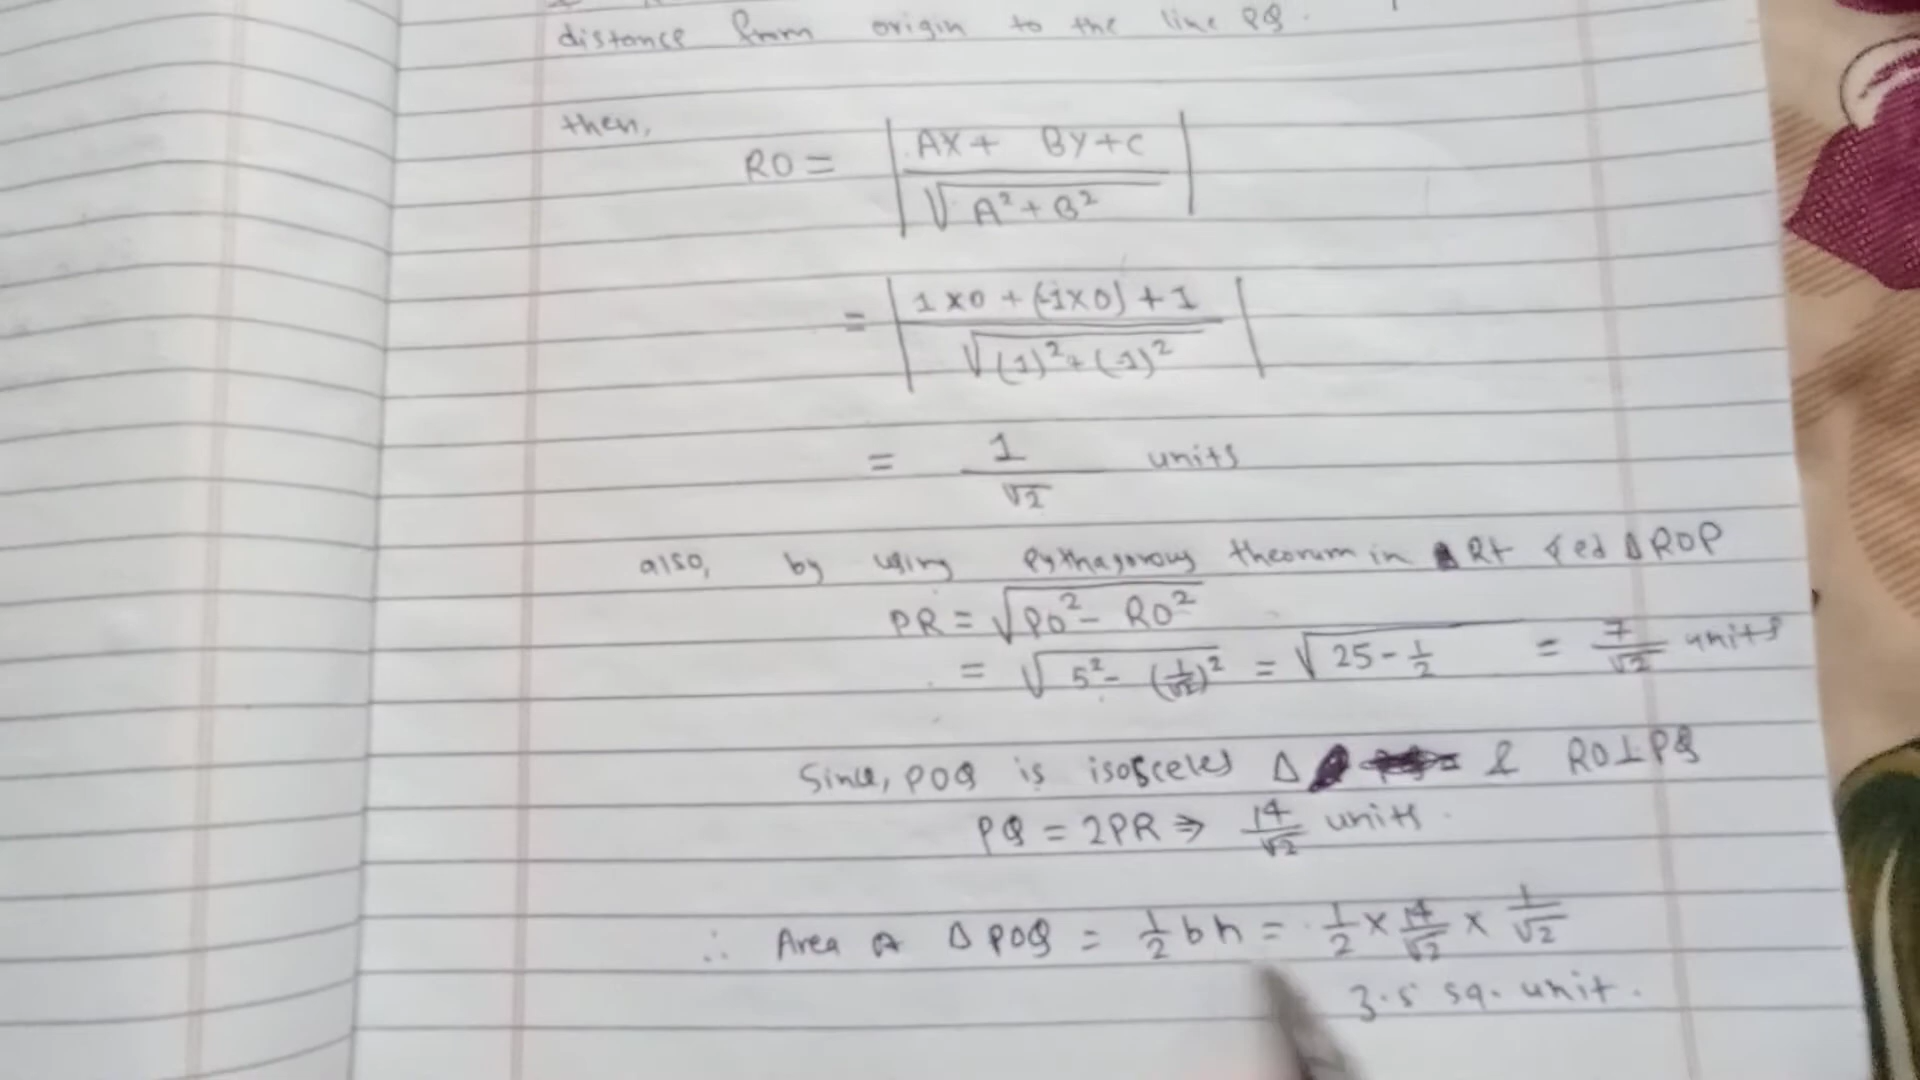 distance from origin to the line PQ.
then,
RO = | AX + BY + C / √A² + B² |
= | 1 x 0 + (-1 x 0) + 1 / √(1)² + (-1)² |
= 1 / √2 units
also, by using Pythagorous theorum in Rt ∠ed △ROP
PR = √PO² - RO²
= √5² - (1/√2)² = √25 - 1/2 = 7/√2 units
Since, POQ is isosceles △ & RO⊥PQ
PQ = 2PR ⇒ 14/√2 units.
∴ Area of △POQ = 1/2 bh = 1/2 x 14/√2 x 1/√2
3.5 sq. unit.